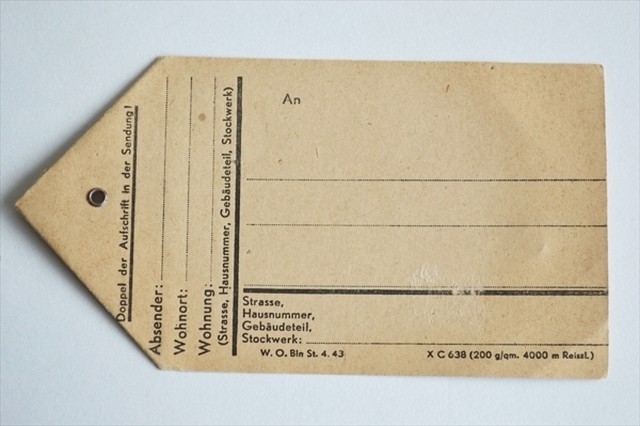 Doppel der Aufschrift in der Sendung!
Absender:
Wohnort:
Wohnung:
(Strasse, Hausnummer, Gebäudeteil, Stockwerk)
An
Strasse,
Hausnummer,
Gebäudeteil,
Stockwerk:
W. O. Bln St. 4. 43
X C 638 (200 g/qm. 4000 m Reissl.)